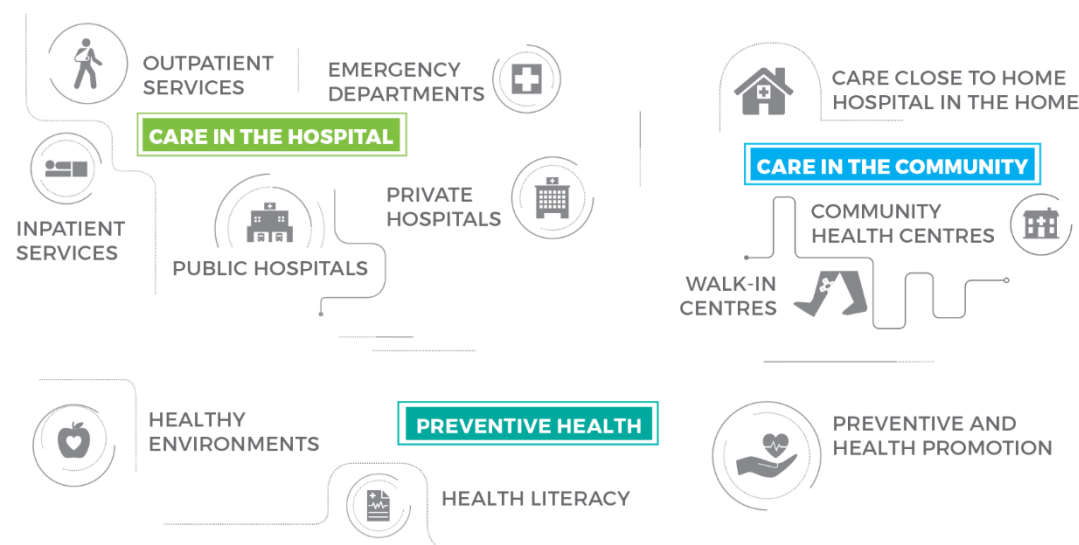 OUTPATIENT
SERVICES
EMERGENCY
DEPARTMENTS
CARE IN THE HOSPITAL
INPATIENT
SERVICES
PUBLIC HOSPITALS
PRIVATE
HOSPITALS
CARE CLOSE TO HOME
HOSPITAL IN THE HOME
CARE IN THE COMMUNITY
COMMUNITY
HEALTH CENTRES
WALK-IN
CENTRES
HEALTHY
ENVIRONMENTS
PREVENTIVE HEALTH
HEALTH LITERACY
PREVENTIVE AND
HEALTH PROMOTION